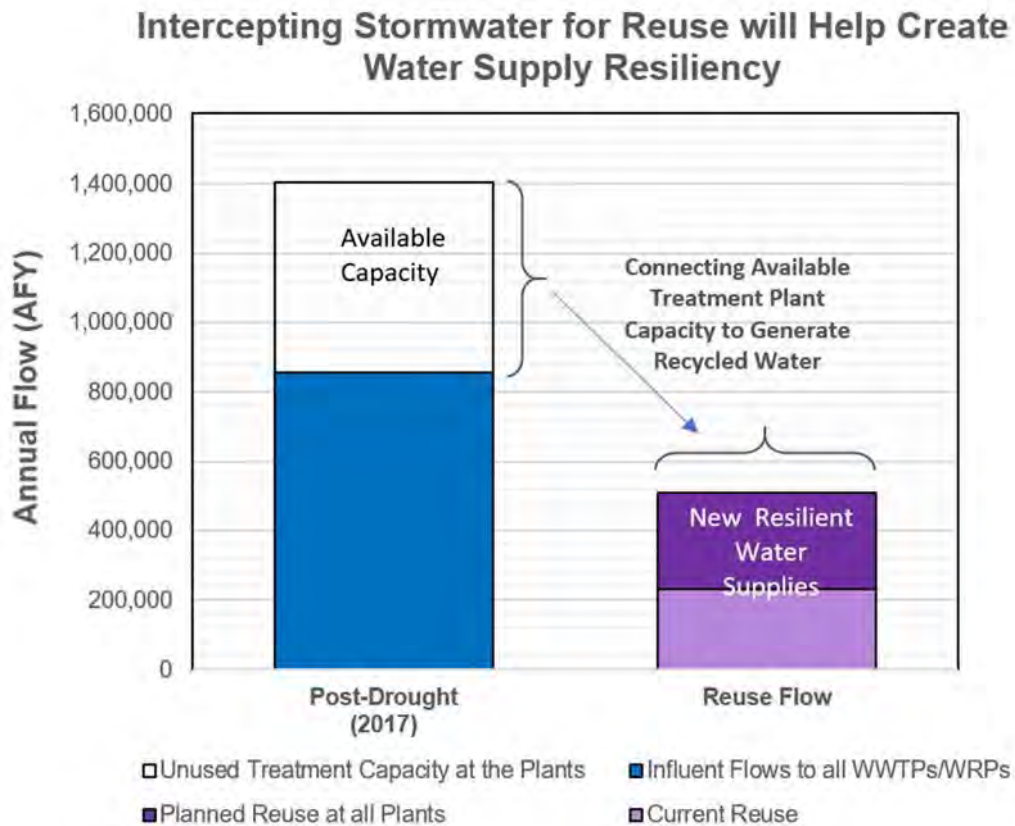 Intercepting Stormwater for Reuse will Help Create
Water Supply Resiliency
Annual Flow (AFY)
1,600,000
1,400,000
1,200,000
1,000,000
800,000
600,000
400,000
200,000
0
Available
Capacity
Connecting Available
Treatment Plant
Capacity to Generate
Recycled Water
New Resilient
Water
Supplies
Post-Drought
(2017)
Reuse Flow
Unused Treatment Capacity at the Plants
Influent Flows to all WWTPs/WRPs
Planned Reuse at all Plants
Current Reuse